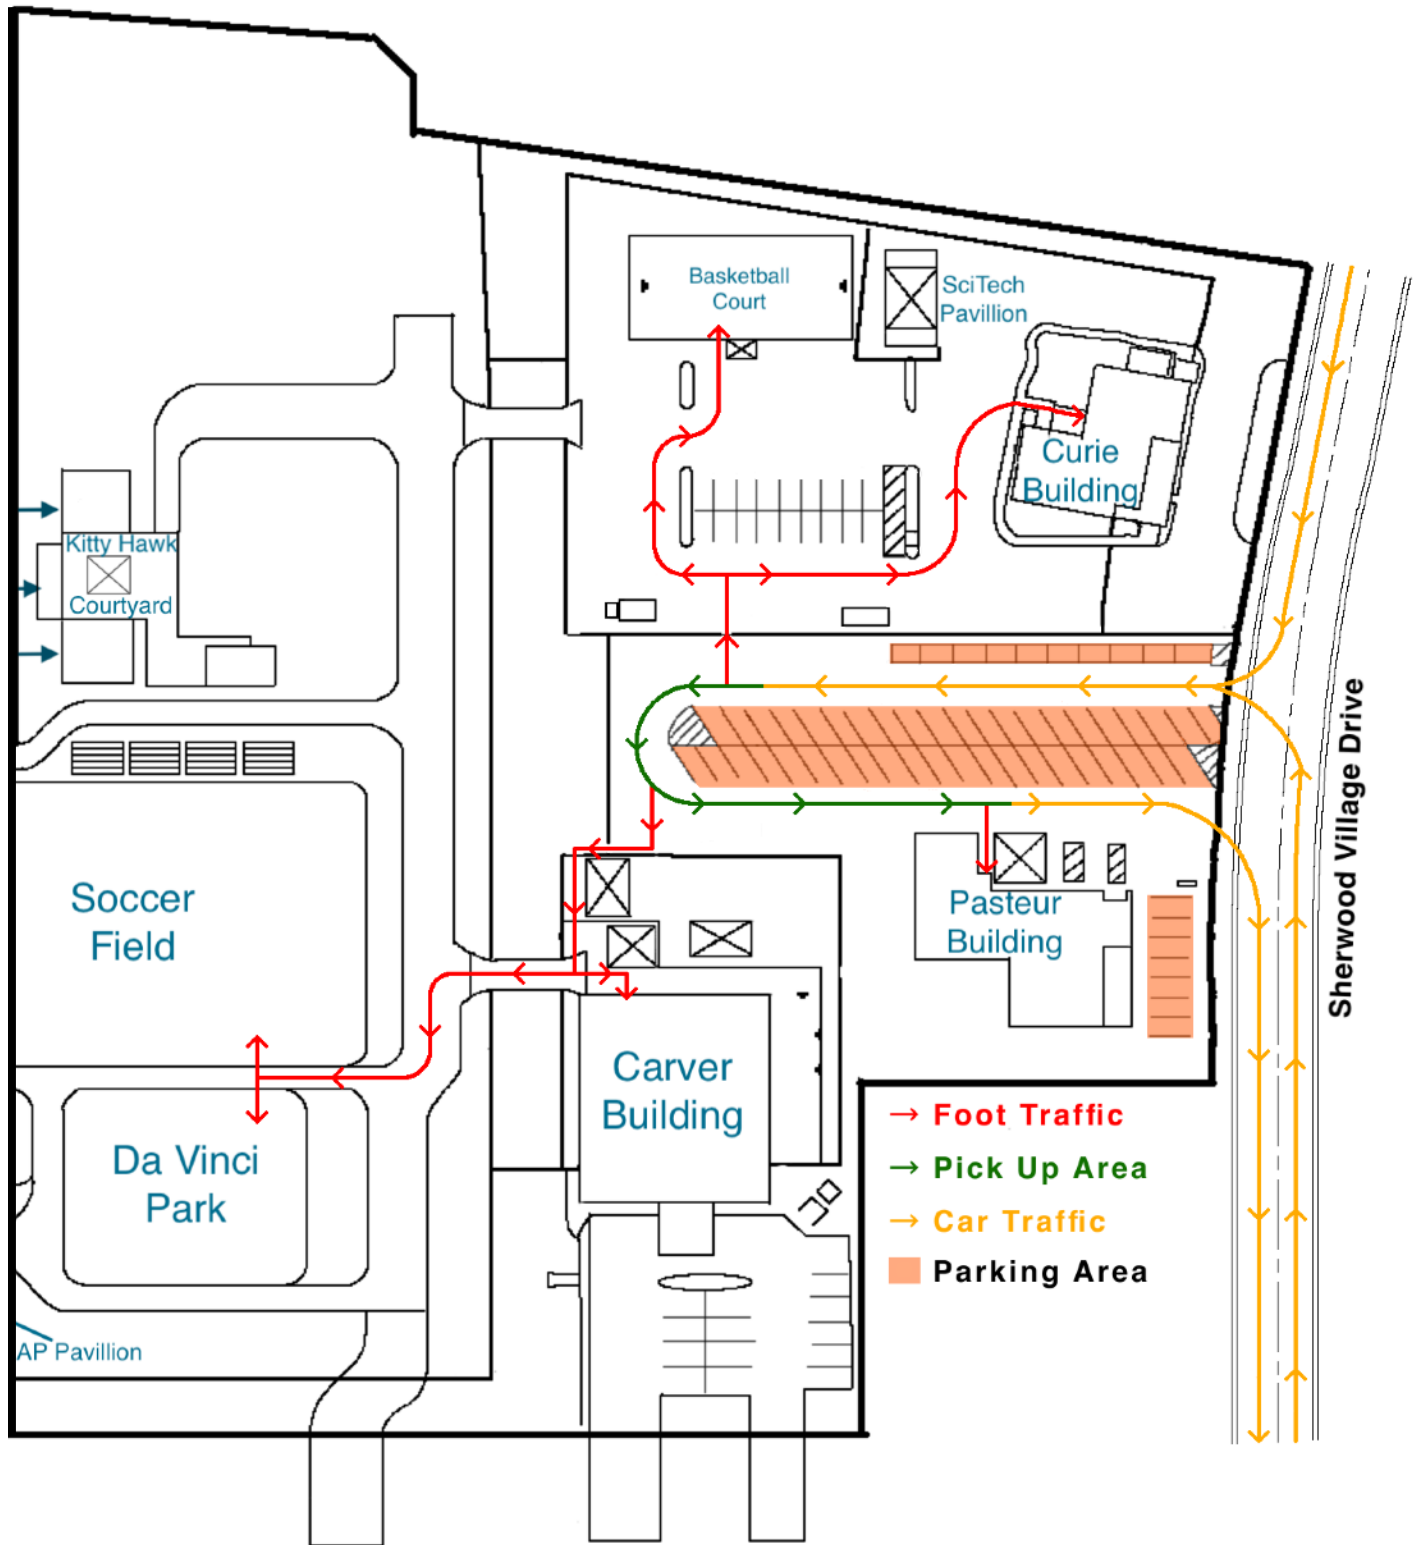 Basketball
Court
SciTech
Pavillion
Curie
Building
Kitty Hawk
Courtyard
Sherwood Village Drive
Soccer
Field
Pasteur
Building
Carver
Building
Da Vinci
Park
AP Pavillion
→ Foot Traffic
→ Pick Up Area
→ Car Traffic
Parking Area